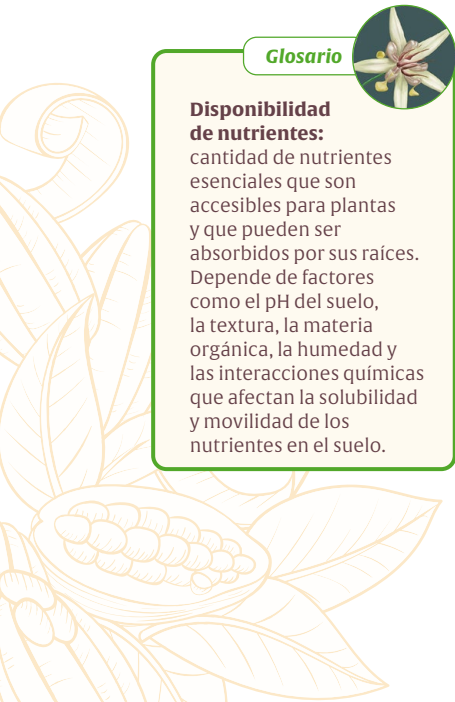 Glosario
Disponibilidad
de nutrientes:
cantidad de nutrientes
esenciales que son
accesibles para plantas
y que pueden ser
absorbidos por sus raíces.
Depende de factores
como el pH del suelo,
la textura, la materia
orgánica, la humedad y
las interacciones químicas
que afectan la solubilidad
y movilidad de los
nutrientes en el suelo.